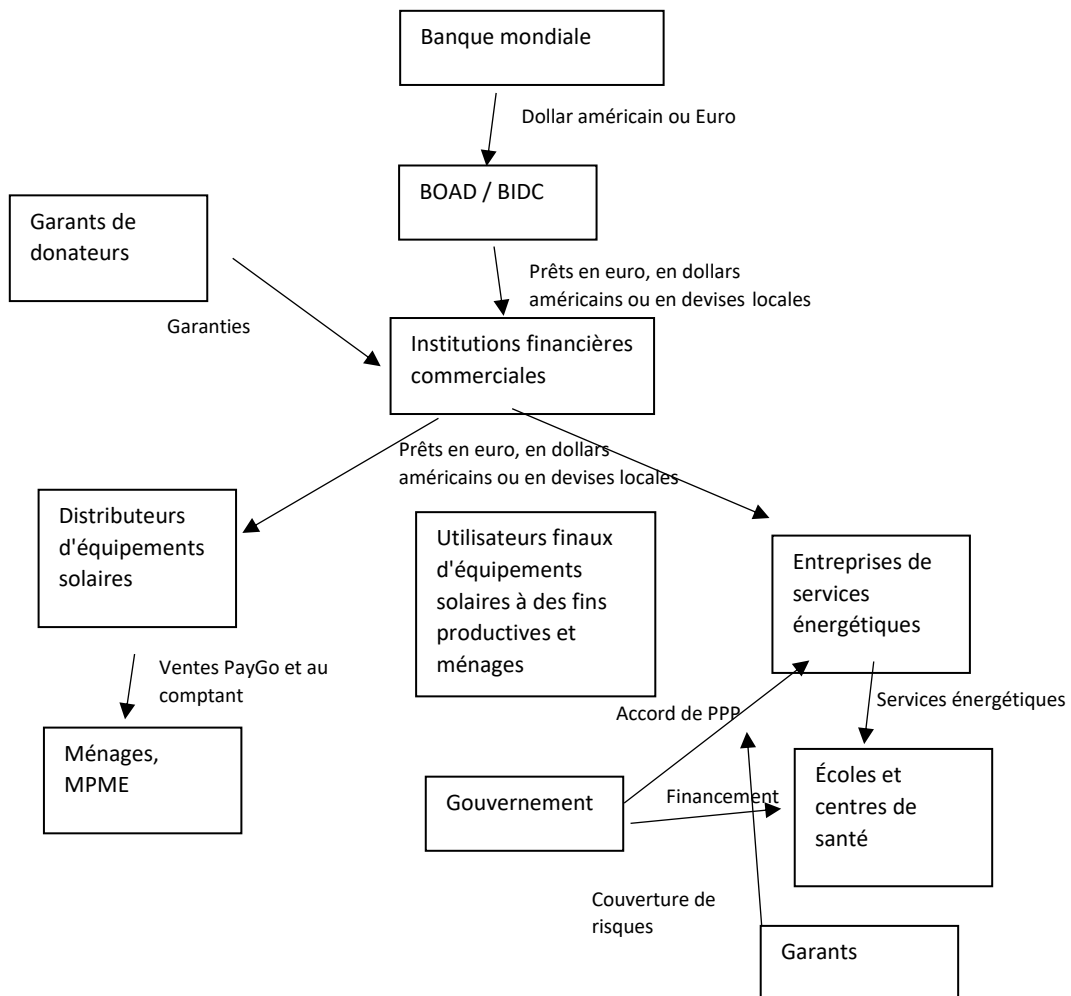 Banque mondiale
Dollar américain ou Euro
BOAD / BIDC
Garants de
donateurs
Prêts en euro, en dollars
américains ou en devises locales
Garanties
Institutions financières
commerciales
Prêts en euro, en dollars
américains ou en devises locales
Distributeurs
d'équipements
solaires
Utilisateurs finaux
d'équipements
solaires à des fins
productives et
ménages
Entreprises de
services
énergétiques
Ventes PayGo et au
comptant
Accord de PPP
Services énergétiques
Ménages,
MPME
Gouvernement
Financement
Écoles et
centres de
santé
Couverture de
risques
Garants